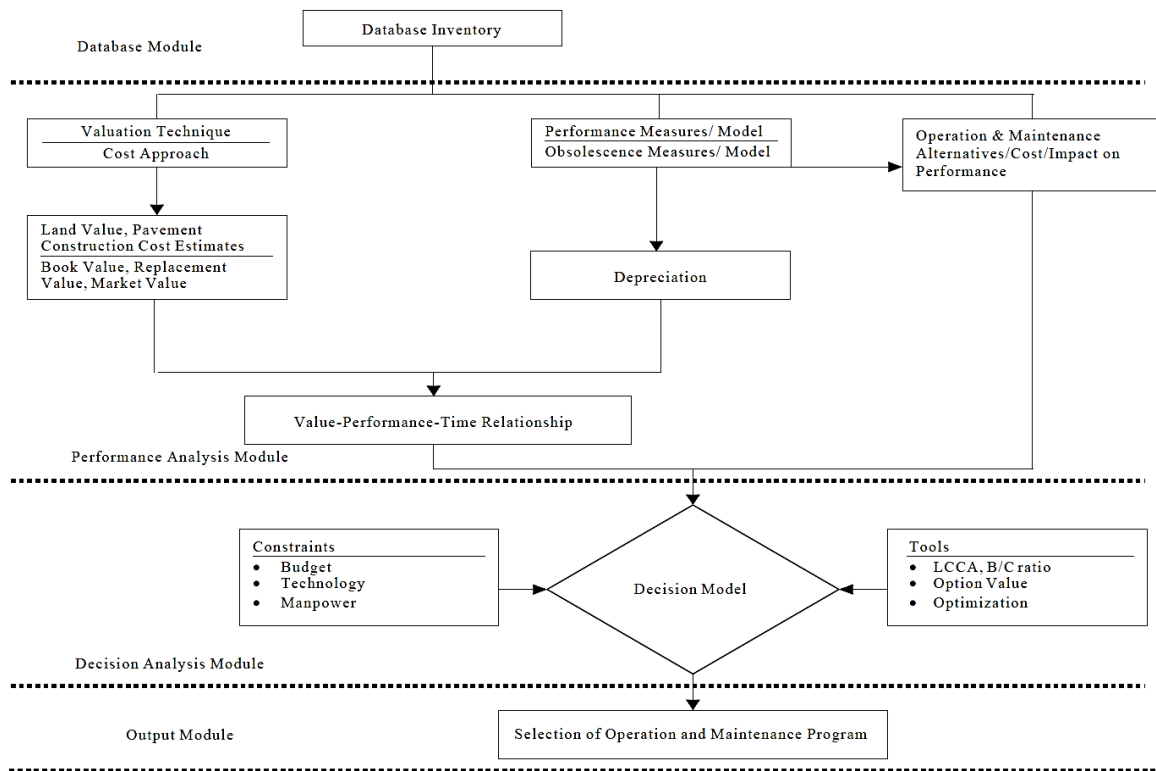 Database Inventory
Database Module
Valuation Technique
Cost Approach
Performance Measures/ Model
Obsolescence Measures/ Model
Operation & Maintenance
Alternatives/Cost/Impact on
Performance
Land Value, Pavement
Construction Cost Estimates
Book Value, Replacement
Value, Market Value
Depreciation
Value-Performance-Time Relationship
Performance Analysis Module
Constraints
• Budget
• Technology
• Manpower
Decision Model
Tools
• LCCA, B/C ratio
• Option Value
• Optimization
Decision Analysis Module
Output Module
Selection of Operation and Maintenance Program